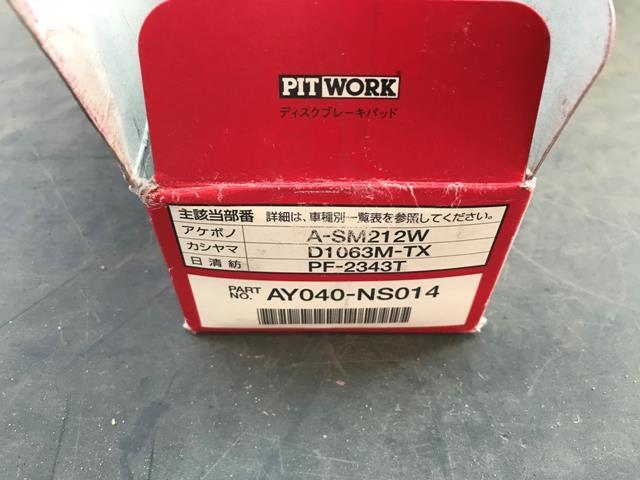 PITWORK
ディスクブレーキパッド
主該当部番 詳細は、車種別一覧表を参照してください。
アケボノ A-SM212W
カシヤマ D1063M-TX
日清紡 PF-2343T
PART NO. AY040-NS014